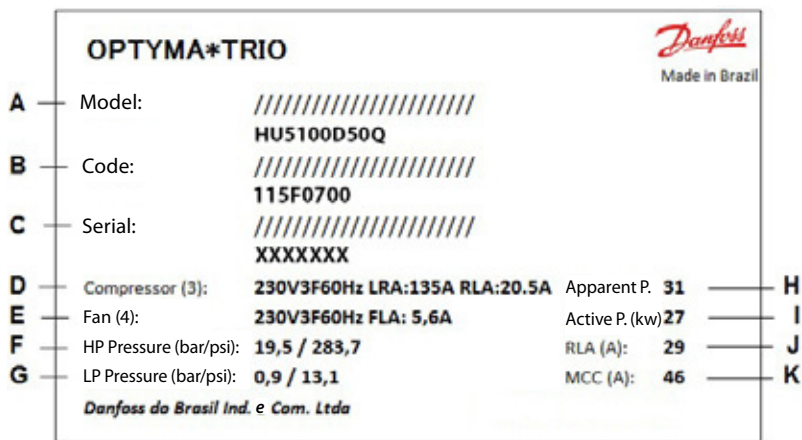 OPTYMA*TRIO
Danfoss
Made in Brazil
A Model: ///////////////////////
HU5100D50Q
B Code: ///////////////////////
115F0700
C Serial: ///////////////////////
XXXXXXX
D Compressor (3): 230V3F60Hz LRA:135A RLA:20.5A Apparent P. 31 H
E Fan (4): 230V3F60Hz FLA: 5,6A Active P. (kw) 27 I
F HP Pressure (bar/psi): 19,5 / 283,7 RLA (A): 29 J
G LP Pressure (bar/psi): 0,9 / 13,1 MCC (A): 46 K
Danfoss do Brasil Ind. e Com. Ltda